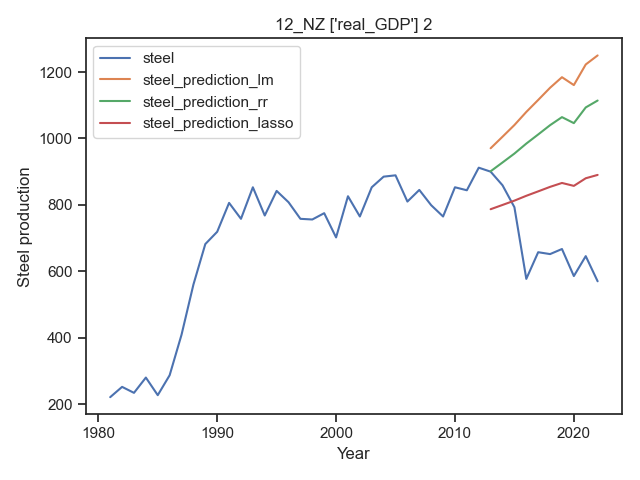 12_NZ ['real_GDP'] 2
steel
steel_prediction_lm
steel_prediction_rr
steel_prediction_lasso
Steel production
1200
1000
800
600
400
200
1980
1990
2000
2010
2020
Year